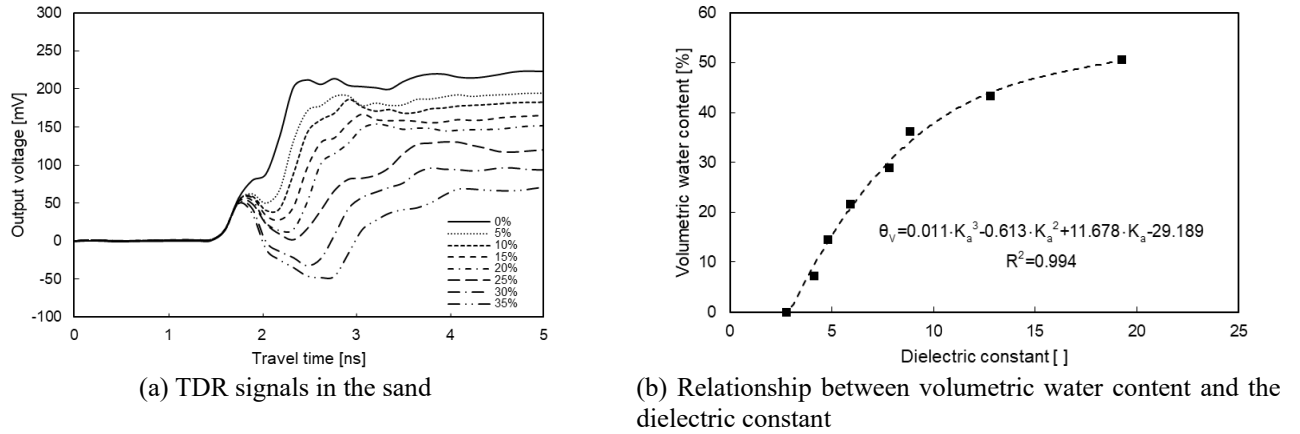 300
250
200
150
100
50
0
-50
-100
Output voltage [mV]
0 1 2 3 4 5
Travel time [ns]
0%
5%
10%
15%
20%
25%
30%
35%
(a) TDR signals in the sand
60
50
40
30
20
10
0
Volumetric water content [%]
θV=0.011·Ka³-0.613·Ka²+11.678·Ka-29.189
R²=0.994
0 5 10 15 20 25
Dielectric constant [ ]
(b) Relationship between volumetric water content and the
dielectric constant